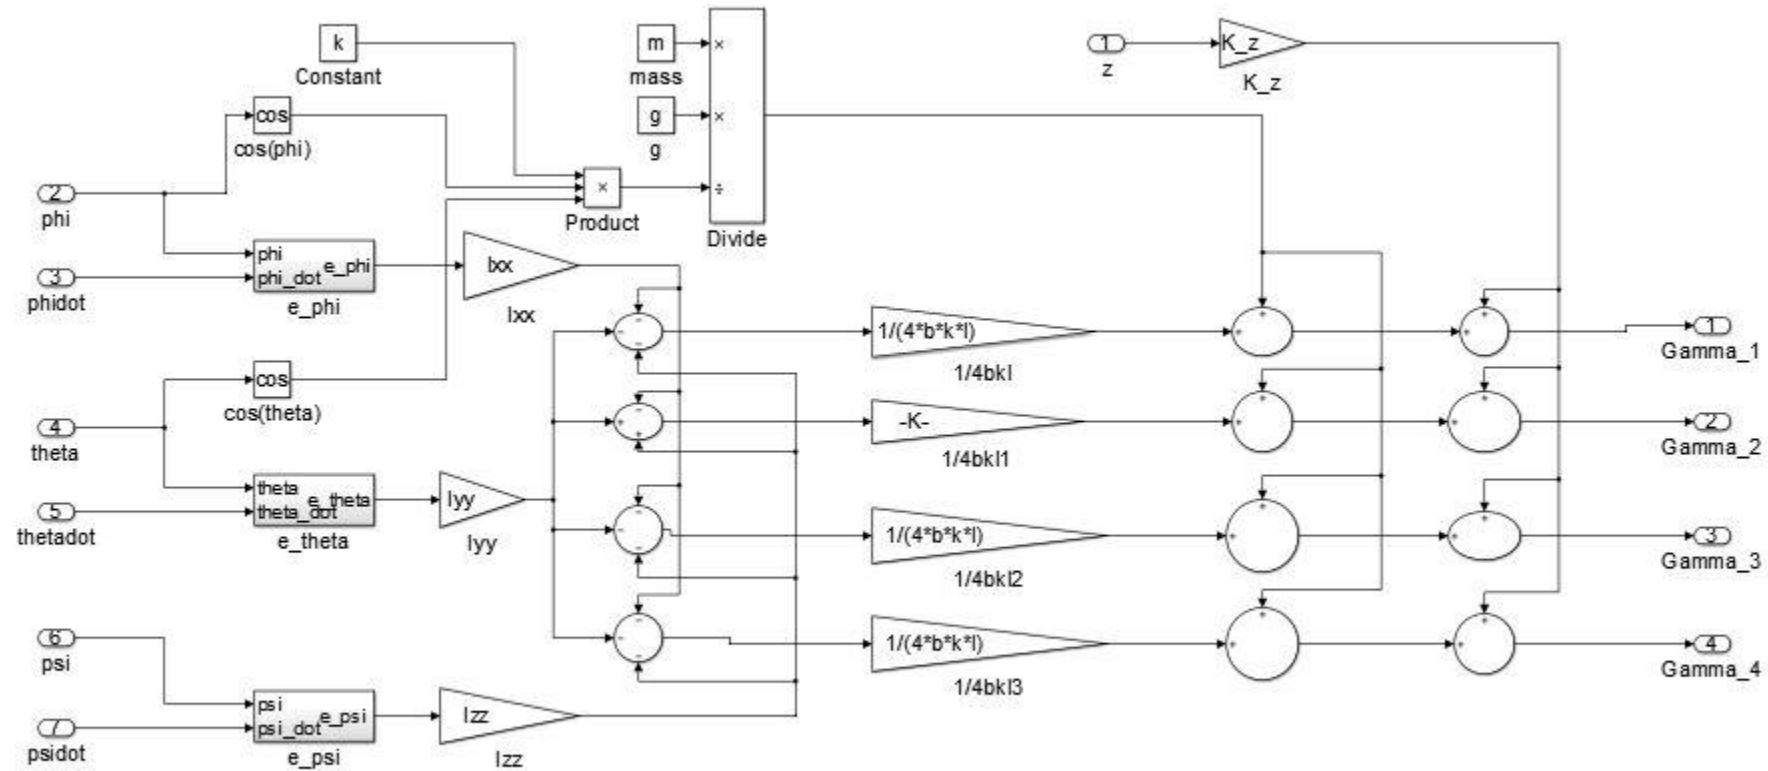 k
Constant
m
mass
×
g
g
×
÷
Divide
1
z
K_z
K_z
cos
cos(phi)
2
phi
×
Product
phi
phi_dot
e_phi
e_phi
3
phidot
Ixx
Ixx
cos
cos(theta)
4
theta
theta
theta_dot
e_theta
e_theta
5
thetadot
Iyy
Iyy
6
psi
psi
psi_dot
e_psi
e_psi
7
psidot
Izz
Izz
1/(4*b*k*l)
1/4bkl
1
Gamma_1
-K-
1/4bkl1
2
Gamma_2
1/(4*b*k*l)
1/4bkl2
3
Gamma_3
1/(4*b*k*l)
1/4bkl3
4
Gamma_4